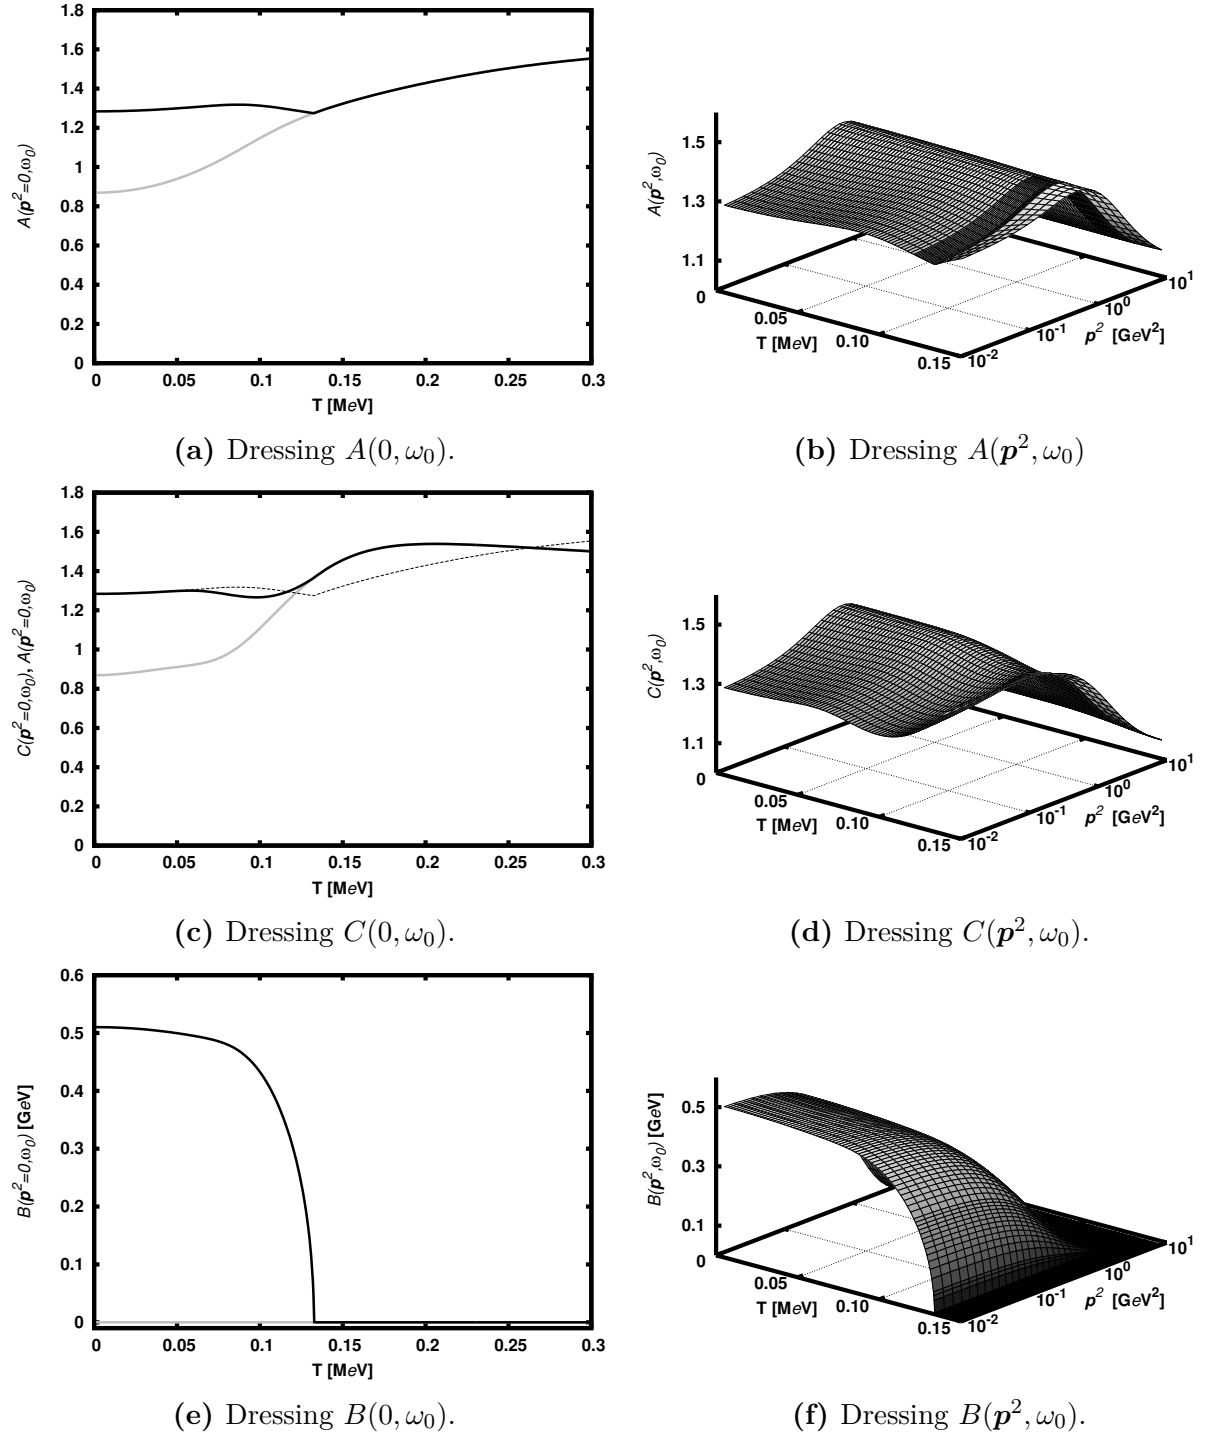 1.8
1.6
1.4
1.2
1
0.8
0.6
0.4
0.2
0
A(p²=0,ω₀)
0 0.05 0.1 0.15 0.2 0.25 0.3
T [MeV]
1.5
1.3
1.1
A(p²,ω₀)
0
0.05
0.10
0.15
T [MeV]
10⁻²
10⁻¹
10⁰
10¹
p² [GeV²]
(a) Dressing A(0, ω₀).
(b) Dressing A(p², ω₀)
1.8
1.6
1.4
1.2
1
0.8
0.6
0.4
0.2
0
C(p²=0,ω₀), A(p²=0,ω₀)
0 0.05 0.1 0.15 0.2 0.25 0.3
T [MeV]
1.5
1.3
1.1
C(p²,ω₀)
0
0.05
0.10
0.15
T [MeV]
10⁻²
10⁻¹
10⁰
10¹
p² [GeV²]
(c) Dressing C(0, ω₀).
(d) Dressing C(p², ω₀).
0.6
0.5
0.4
0.3
0.2
0.1
0
B(p²=0,ω₀) [GeV]
0 0.05 0.1 0.15 0.2 0.25 0.3
T [MeV]
0.5
0.3
0.1
B(p²,ω₀) [GeV]
0
0.05
0.10
0.15
T [MeV]
10⁻²
10⁻¹
10⁰
10¹
p² [GeV²]
(e) Dressing B(0, ω₀).
(f) Dressing B(p², ω₀).